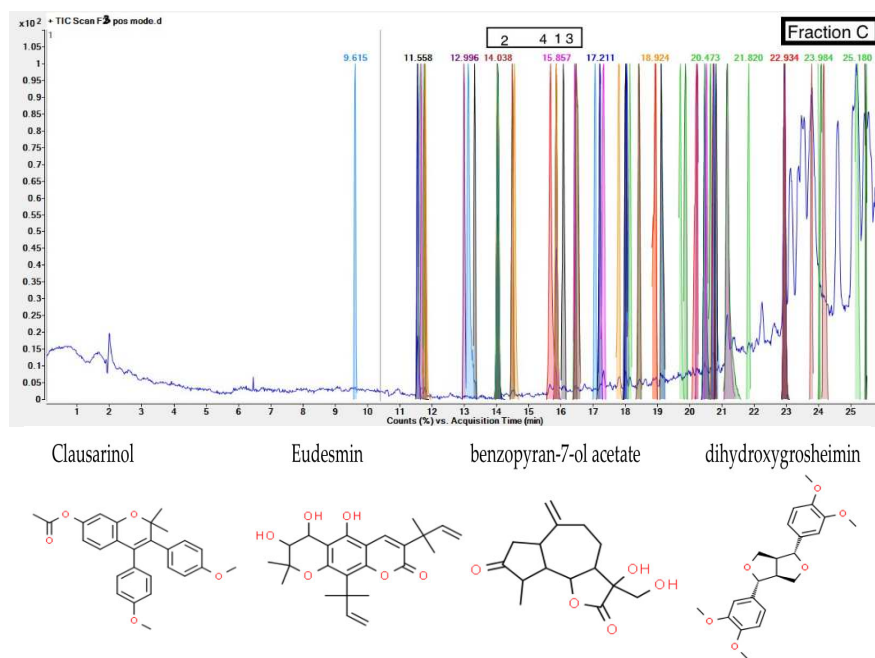 + TIC Scan F3 pos mode.d
x10 2
1
2 4 1 3
Fraction C
1.05
1
0.95
0.9
0.85
0.8
0.75
0.7
0.65
0.6
0.55
0.5
0.45
0.4
0.35
0.3
0.25
0.2
0.15
0.1
0.05
0
9.615 11.558 12.996 14.038 15.857 17.211 18.924 20.473 21.820 22.934 23.984 25.180
1 2 3 4 5 6 7 8 9 10 11 12 13 14 15 16 17 18 19 20 21 22 23 24 25
Counts (%) vs. Acquisition Time (min)
Clausarinol Eudesmin benzopyran-7-ol acetate dihydroxygrosheimin
O O O O O
OH OH OH HO O O O
O OH OH O O
O O O O O O